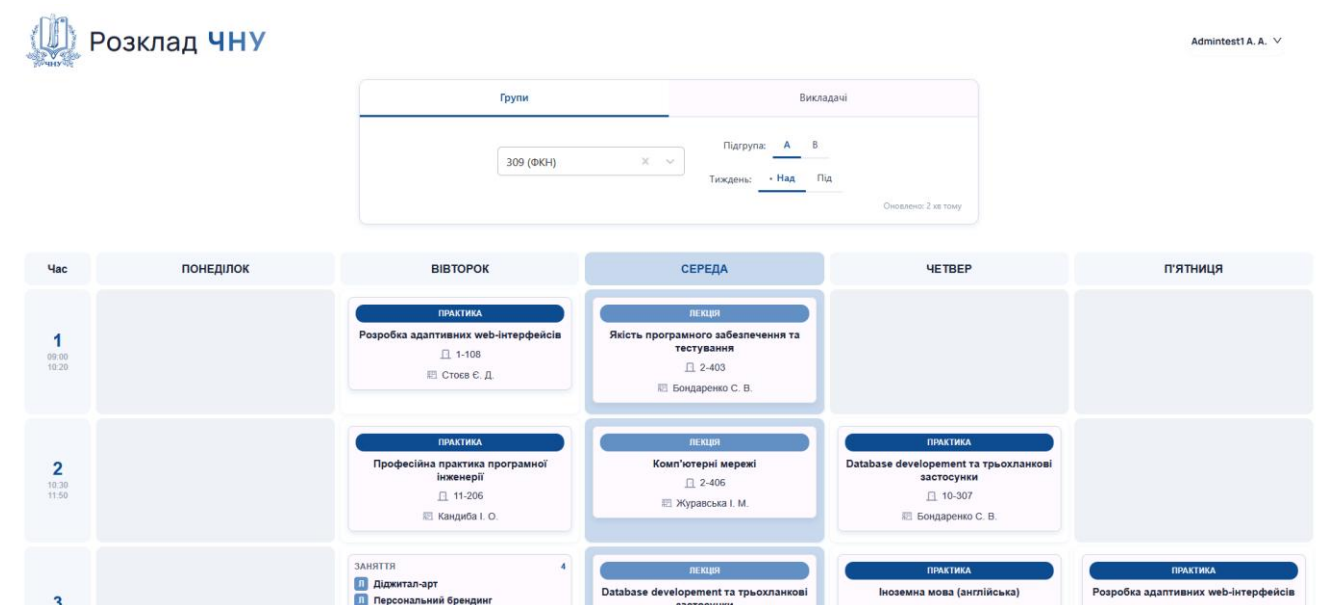 Розклад ЧНУ
Admintest1 A. A.
Групи
Викладачі
309 (ФКН)
Підгрупа: А В
Тиждень: • Над Під
Оновлено: 2 хв тому
Час
ПОНЕДІЛОК
ВІВТОРОК
СЕРЕДА
ЧЕТВЕР
П'ЯТНИЦЯ
1
09:00
10:20
ПРАКТИКА
Розробка адаптивних web-інтерфейсів
1-108
Стоєв Є. Д.
ЛЕКЦІЯ
Якість програмного забезпечення та
тестування
2-403
Бондаренко С. В.
2
10:30
11:50
ПРАКТИКА
Професійна практика програмної
інженерії
11-206
Кандиба І. О.
ЛЕКЦІЯ
Комп'ютерні мережі
2-406
Журавська І. М.
ПРАКТИКА
Database developement та трьохланкові
застосунки
10-307
Бондаренко С. В.
3
ЗАНЯТТЯ 4
Л Діджитал-арт
Л Персональний брендинг
ЛЕКЦІЯ
Database developement та трьохланкові
застосунки
ПРАКТИКА
Іноземна мова (англійська)
ПРАКТИКА
Розробка адаптивних web-інтерфейсів